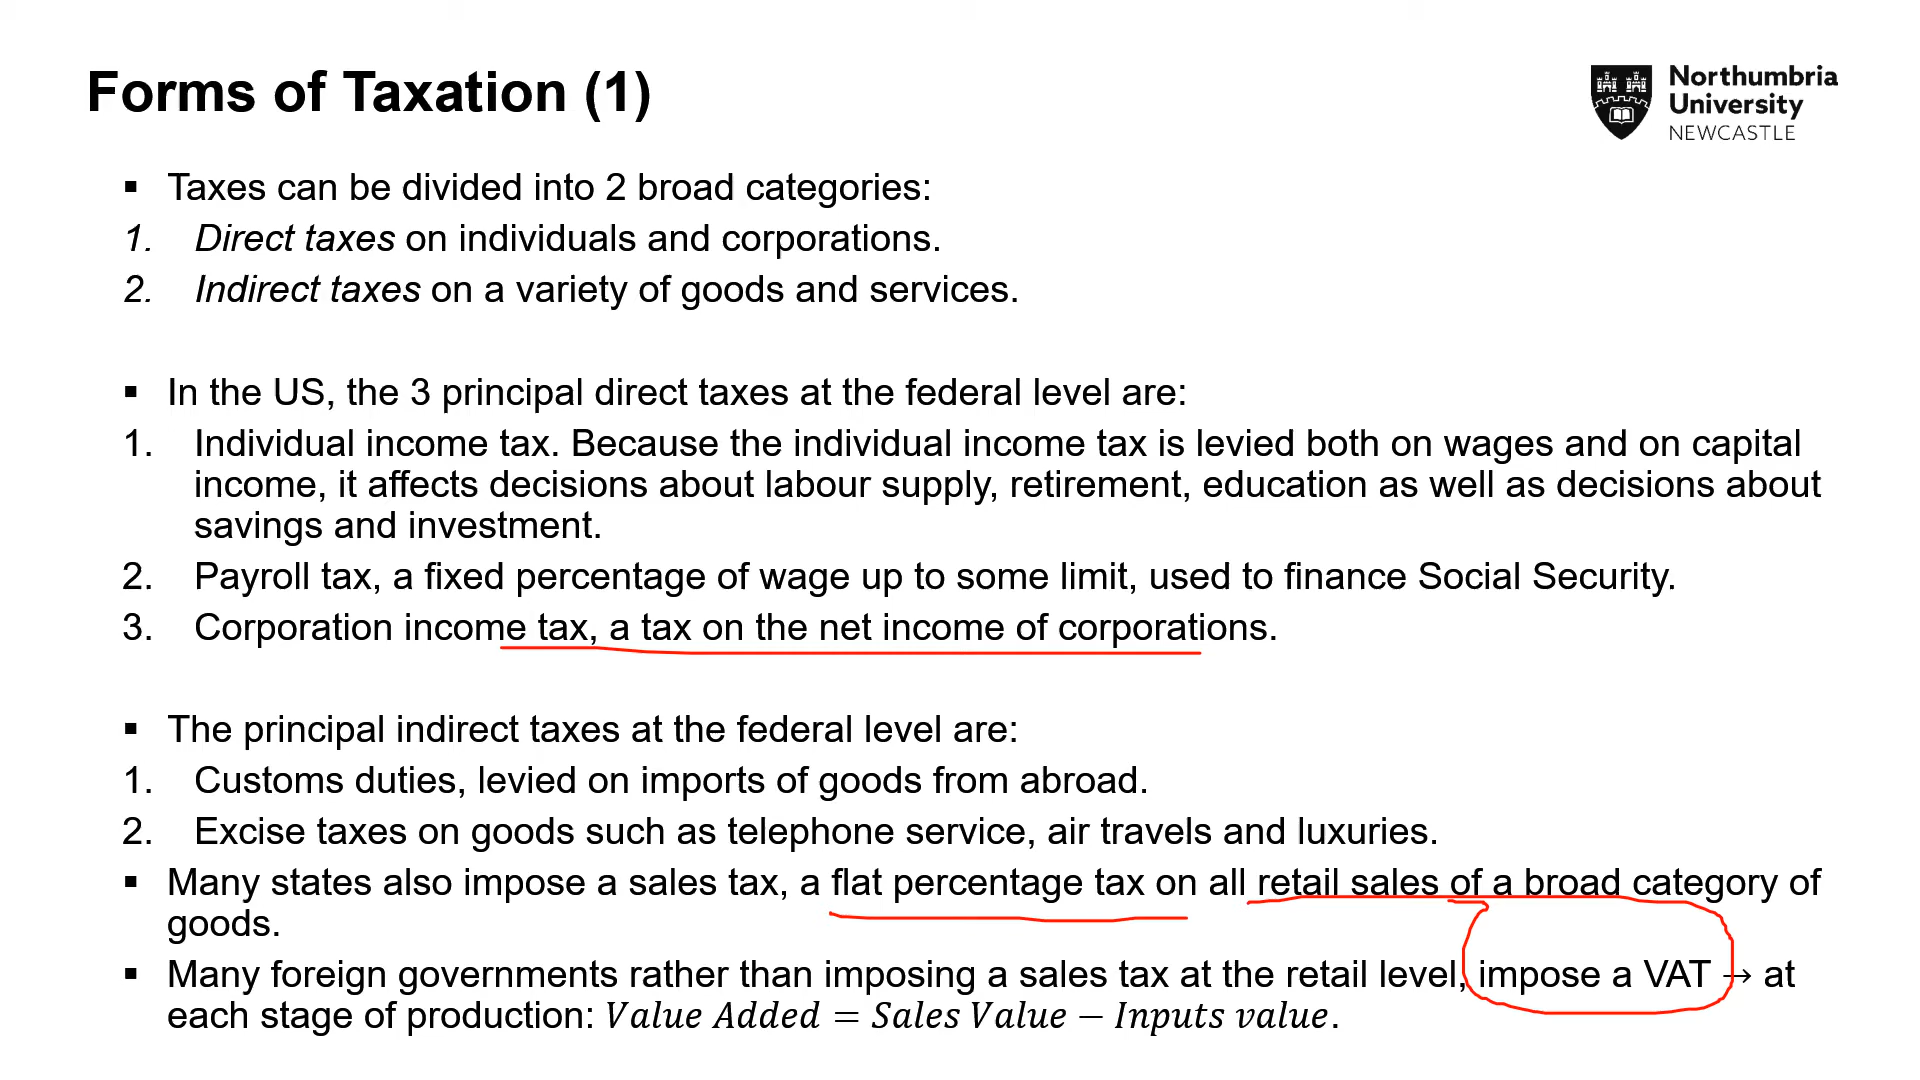 Forms of Taxation (1)
Northumbria
University
NEWCASTLE
▪ Taxes can be divided into 2 broad categories:
1. Direct taxes on individuals and corporations.
2. Indirect taxes on a variety of goods and services.
▪ In the US, the 3 principal direct taxes at the federal level are:
1. Individual income tax. Because the individual income tax is levied both on wages and on capital
income, it affects decisions about labour supply, retirement, education as well as decisions about
savings and investment.
2. Payroll tax, a fixed percentage of wage up to some limit, used to finance Social Security.
3. Corporation income tax, a tax on the net income of corporations.
▪ The principal indirect taxes at the federal level are:
1. Customs duties, levied on imports of goods from abroad.
2. Excise taxes on goods such as telephone service, air travels and luxuries.
▪ Many states also impose a sales tax, a flat percentage tax on all retail sales of a broad category of
goods.
▪ Many foreign governments rather than imposing a sales tax at the retail level, impose a VAT → at
each stage of production: Value Added = Sales Value − Inputs value.